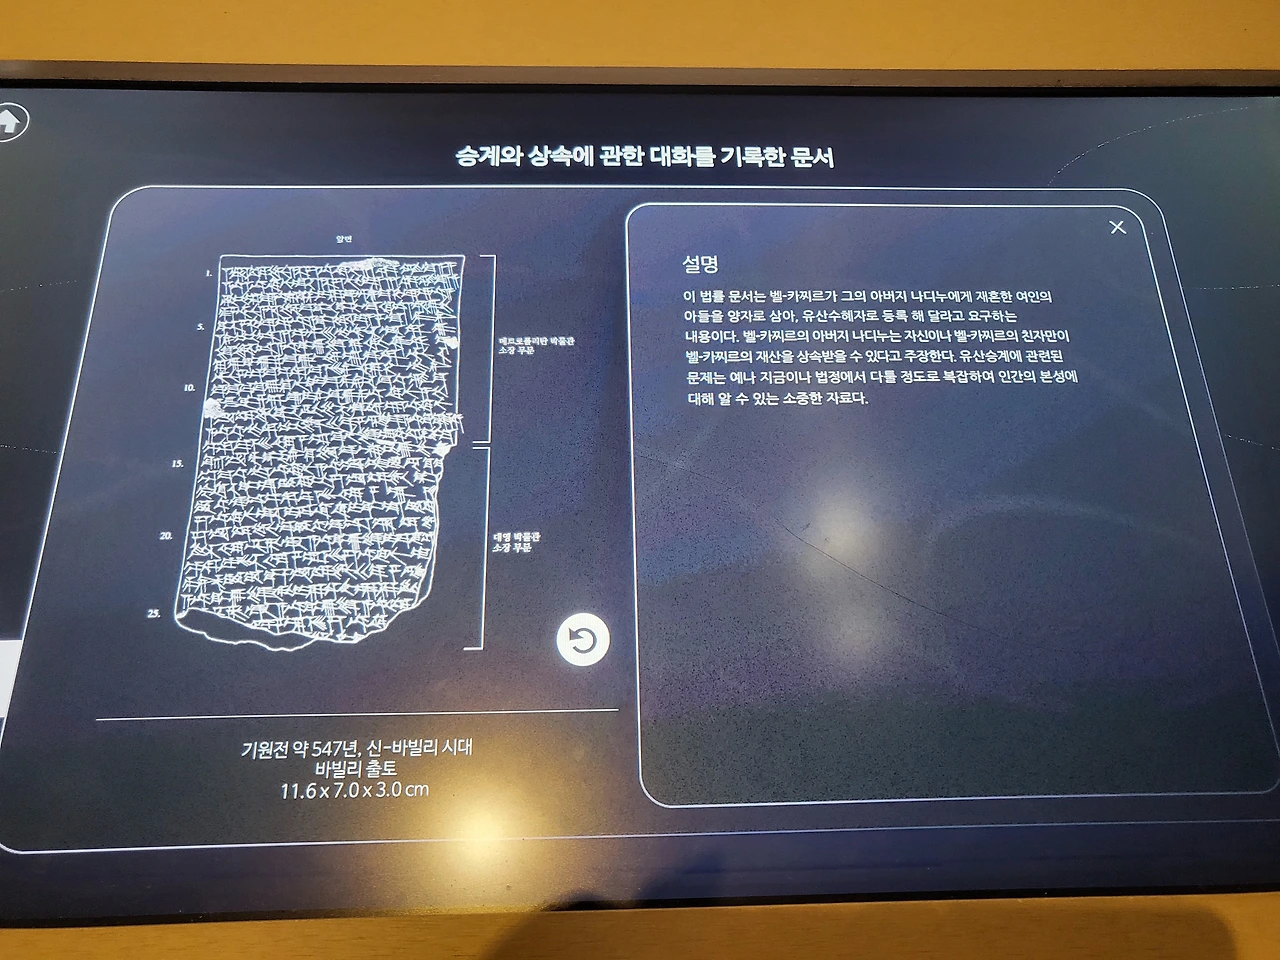 승계와 상속에 관한 대화를 기록한 문서
앞면
1.
5.
10.
15.
20.
25.
메트로폴리탄 박물관
소장 부분
대영 박물관
소장 부분
기원전 약 547년, 신-바빌리 시대
바빌리 출토
11.6 x 7.0 x 3.0 cm
설명
이 법률 문서는 벨-카찌르가 그의 아버지 나디누에게 재혼한 여인의
아들을 양자로 삼아, 유산수혜자로 등록 해 달라고 요구하는
내용이다. 벨-카찌르의 아버지 나디누는 자신이나 벨-카찌르의 친자만이
벨-카찌르의 재산을 상속받을 수 있다고 주장한다. 유산승계에 관련된
문제는 예나 지금이나 법정에서 다툴 정도로 복잡하여 인간의 본성에
대해 알 수 있는 소중한 자료다.